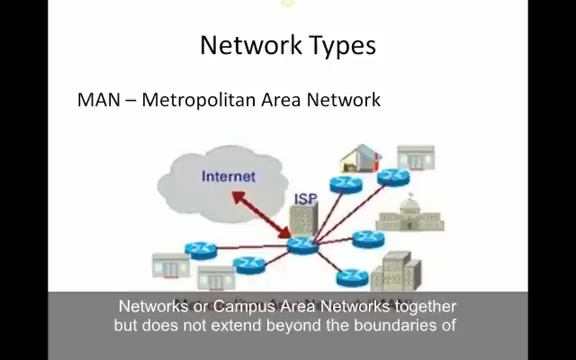 Network Types
MAN – Metropolitan Area Network
Internet
ISP
Networks or Campus Area Networks together
but does not extend beyond the boundaries of